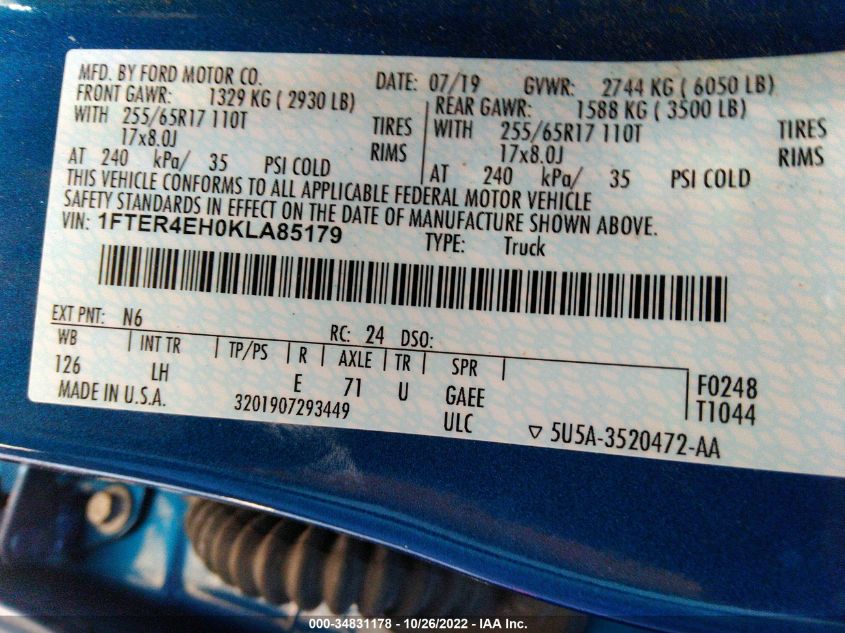 MFD. BY FORD MOTOR CO. DATE: 07/19 GVWR: 2744 KG ( 6050 LB)
FRONT GAWR: 1329 KG ( 2930 LB) REAR GAWR: 1588 KG ( 3500 LB)
WITH 255/65R17 110T TIRES WITH 255/65R17 110T TIRES
17x8.0J RIMS 17x8.0J RIMS
AT 240 kPa/ 35 PSI COLD AT 240 kPa/ 35 PSI COLD
THIS VEHICLE CONFORMS TO ALL APPLICABLE FEDERAL MOTOR VEHICLE
SAFETY STANDARDS IN EFFECT ON THE DATE OF MANUFACTURE SHOWN ABOVE.
VIN: 1FTER4EH0KLA85179 TYPE: Truck
EXT PNT: N6 RC: 24 DSO:
WB INT TR TP/PS R AXLE TR SPR
126 LH E 71 U GAEE F0248
MADE IN U.S.A. 3201907293449 ULC T1044
5U5A-3520472-AA
000-34831178 - 10/26/2022 - IAA Inc.